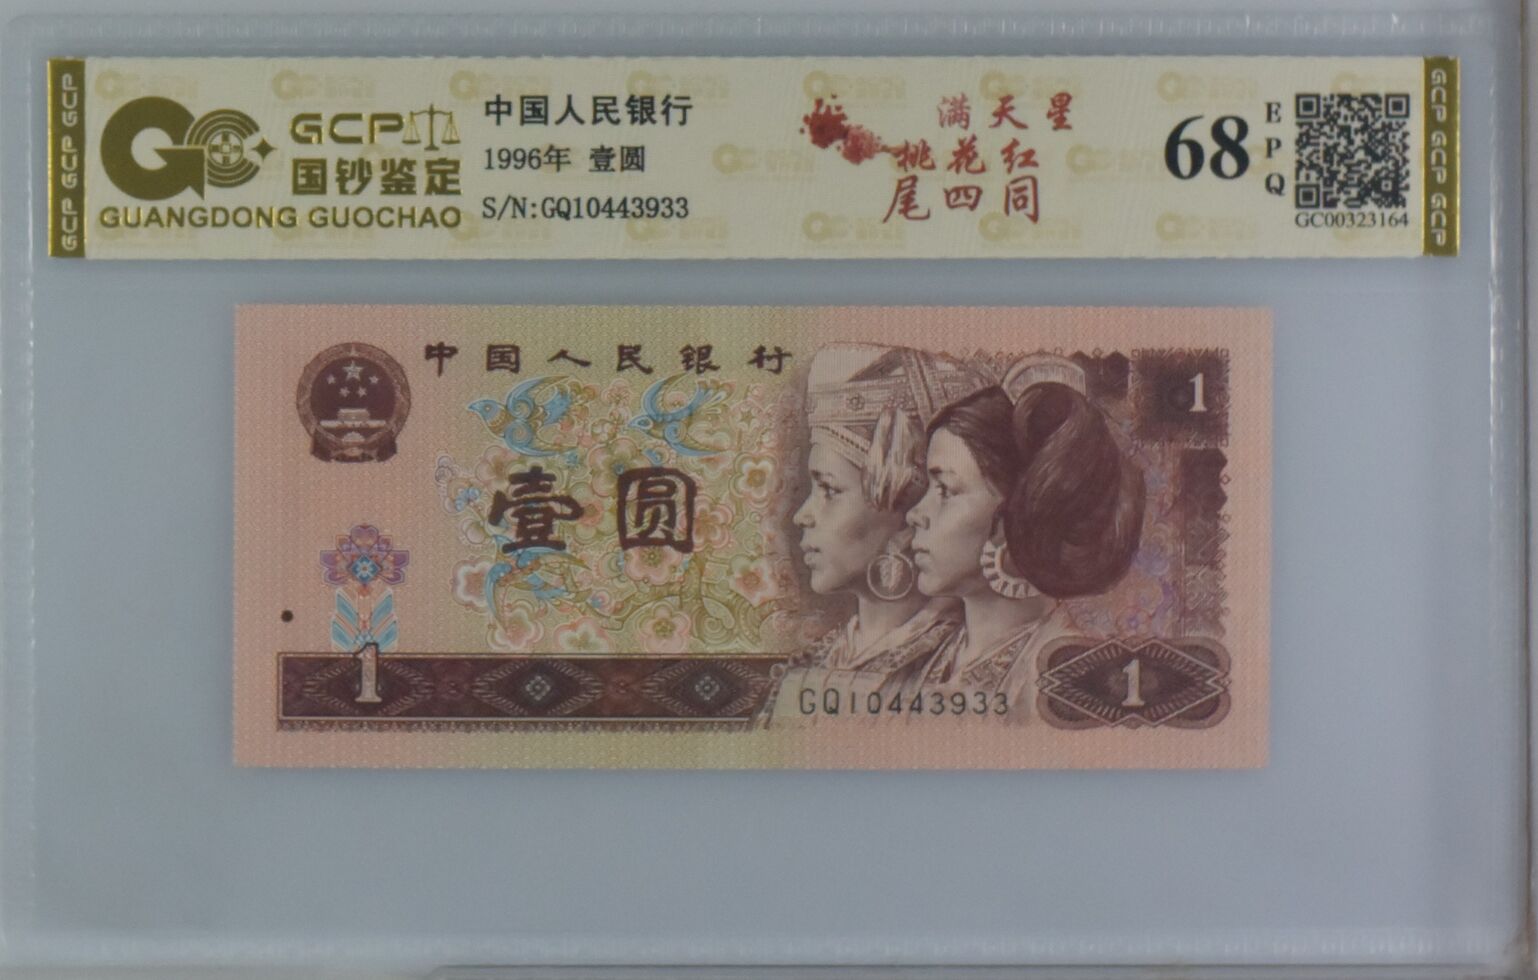 GCP GCP GCP
GCP
国钞鉴定
GUANGDONG GUOCHAO
中国人民银行
1996年 壹圆
S/N:GQ10443933
满天星
桃花红
尾四同
68
EPQ
GC00323164
GCP GCP GCP
中国人民银行
1
壹圆
1
GQ10443933
1